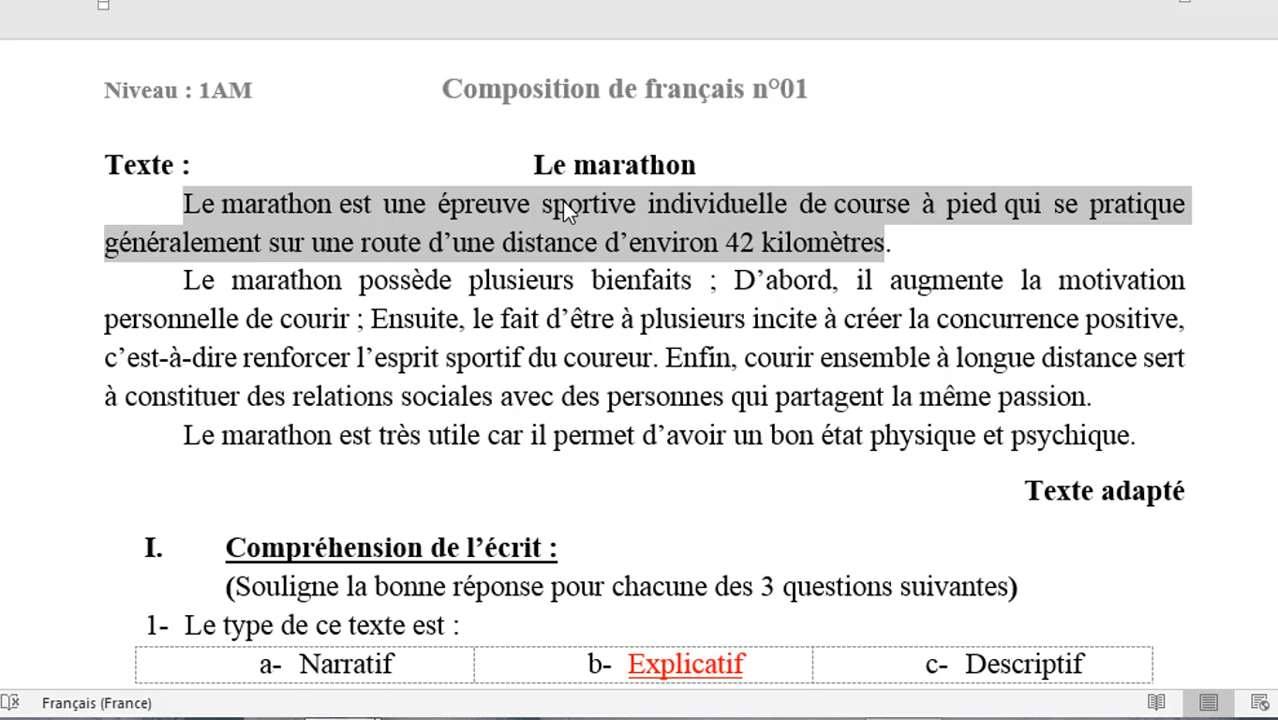 Niveau : 1AM
Composition de français n°01
Texte :
Le marathon
Le marathon est une épreuve sportive individuelle de course à pied qui se pratique
généralement sur une route d’une distance d’environ 42 kilomètres.
Le marathon possède plusieurs bienfaits ; D’abord, il augmente la motivation
personnelle de courir ; Ensuite, le fait d’être à plusieurs incite à créer la concurrence positive,
c’est-à-dire renforcer l’esprit sportif du coureur. Enfin, courir ensemble à longue distance sert
à constituer des relations sociales avec des personnes qui partagent la même passion.
Le marathon est très utile car il permet d’avoir un bon état physique et psychique.
Texte adapté
I. Compréhension de l’écrit :
(Souligne la bonne réponse pour chacune des 3 questions suivantes)
1- Le type de ce texte est :
a- Narratif
b- Explicatif
c- Descriptif
Français (France)